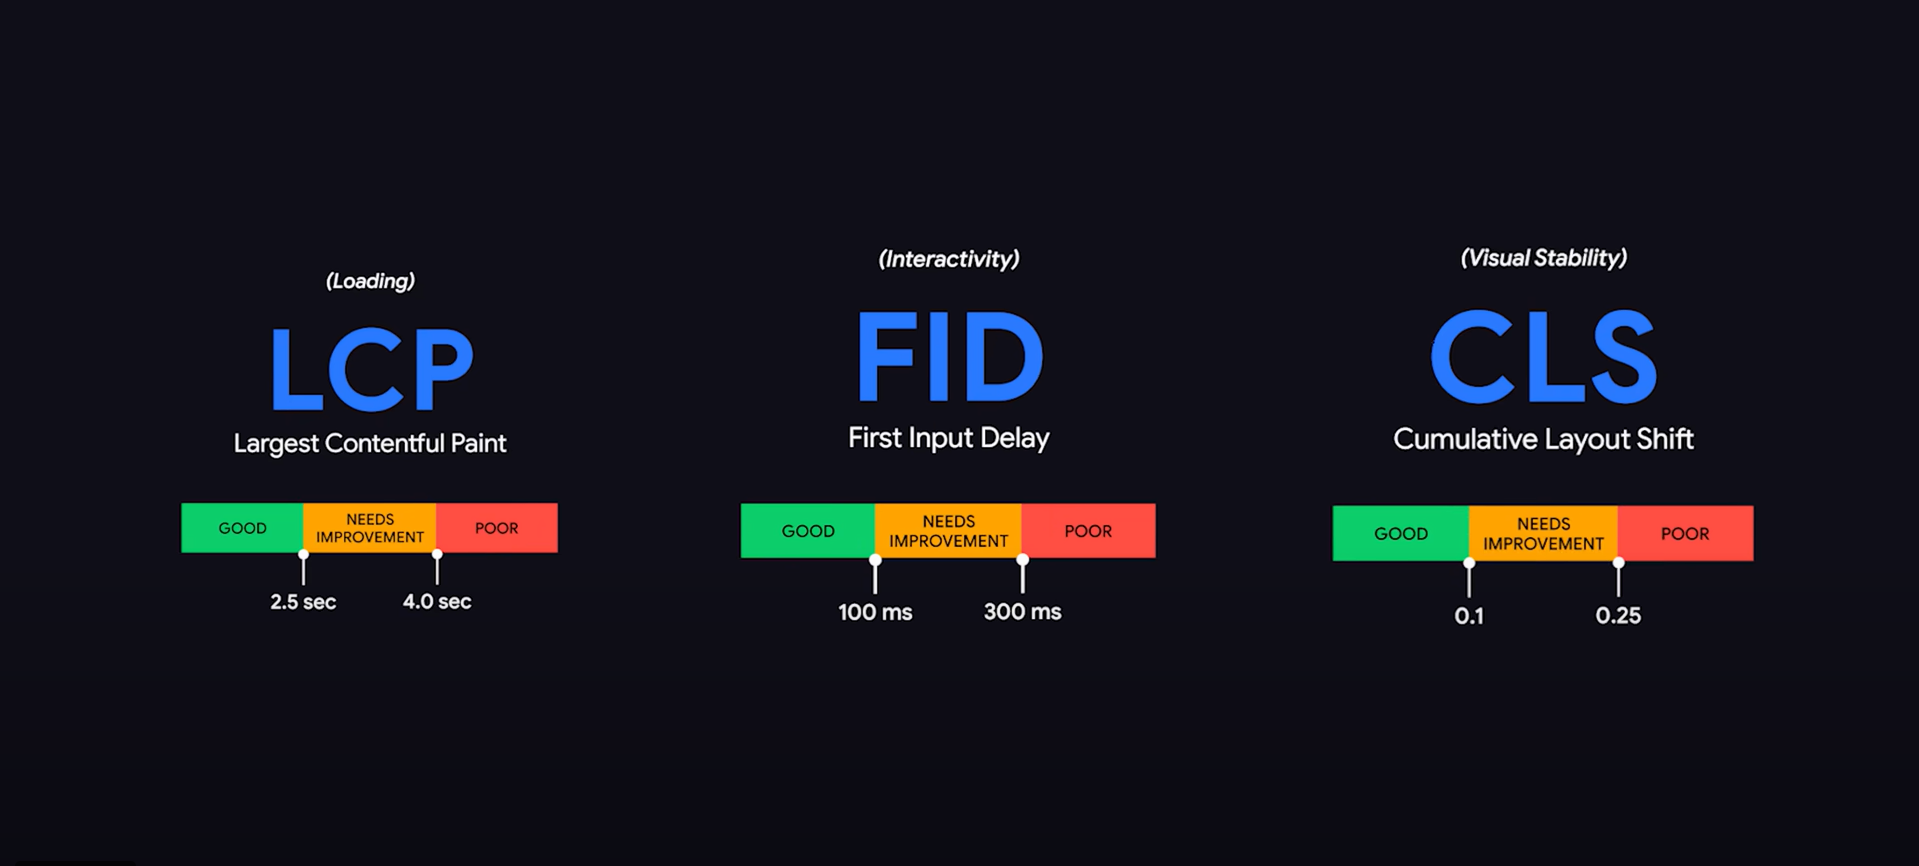 (Loading)
LCP
Largest Contentful Paint
GOOD
NEEDS
IMPROVEMENT
POOR
2.5 sec
4.0 sec
(Interactivity)
FID
First Input Delay
GOOD
NEEDS
IMPROVEMENT
POOR
100 ms
300 ms
(Visual Stability)
CLS
Cumulative Layout Shift
GOOD
NEEDS
IMPROVEMENT
POOR
0.1
0.25